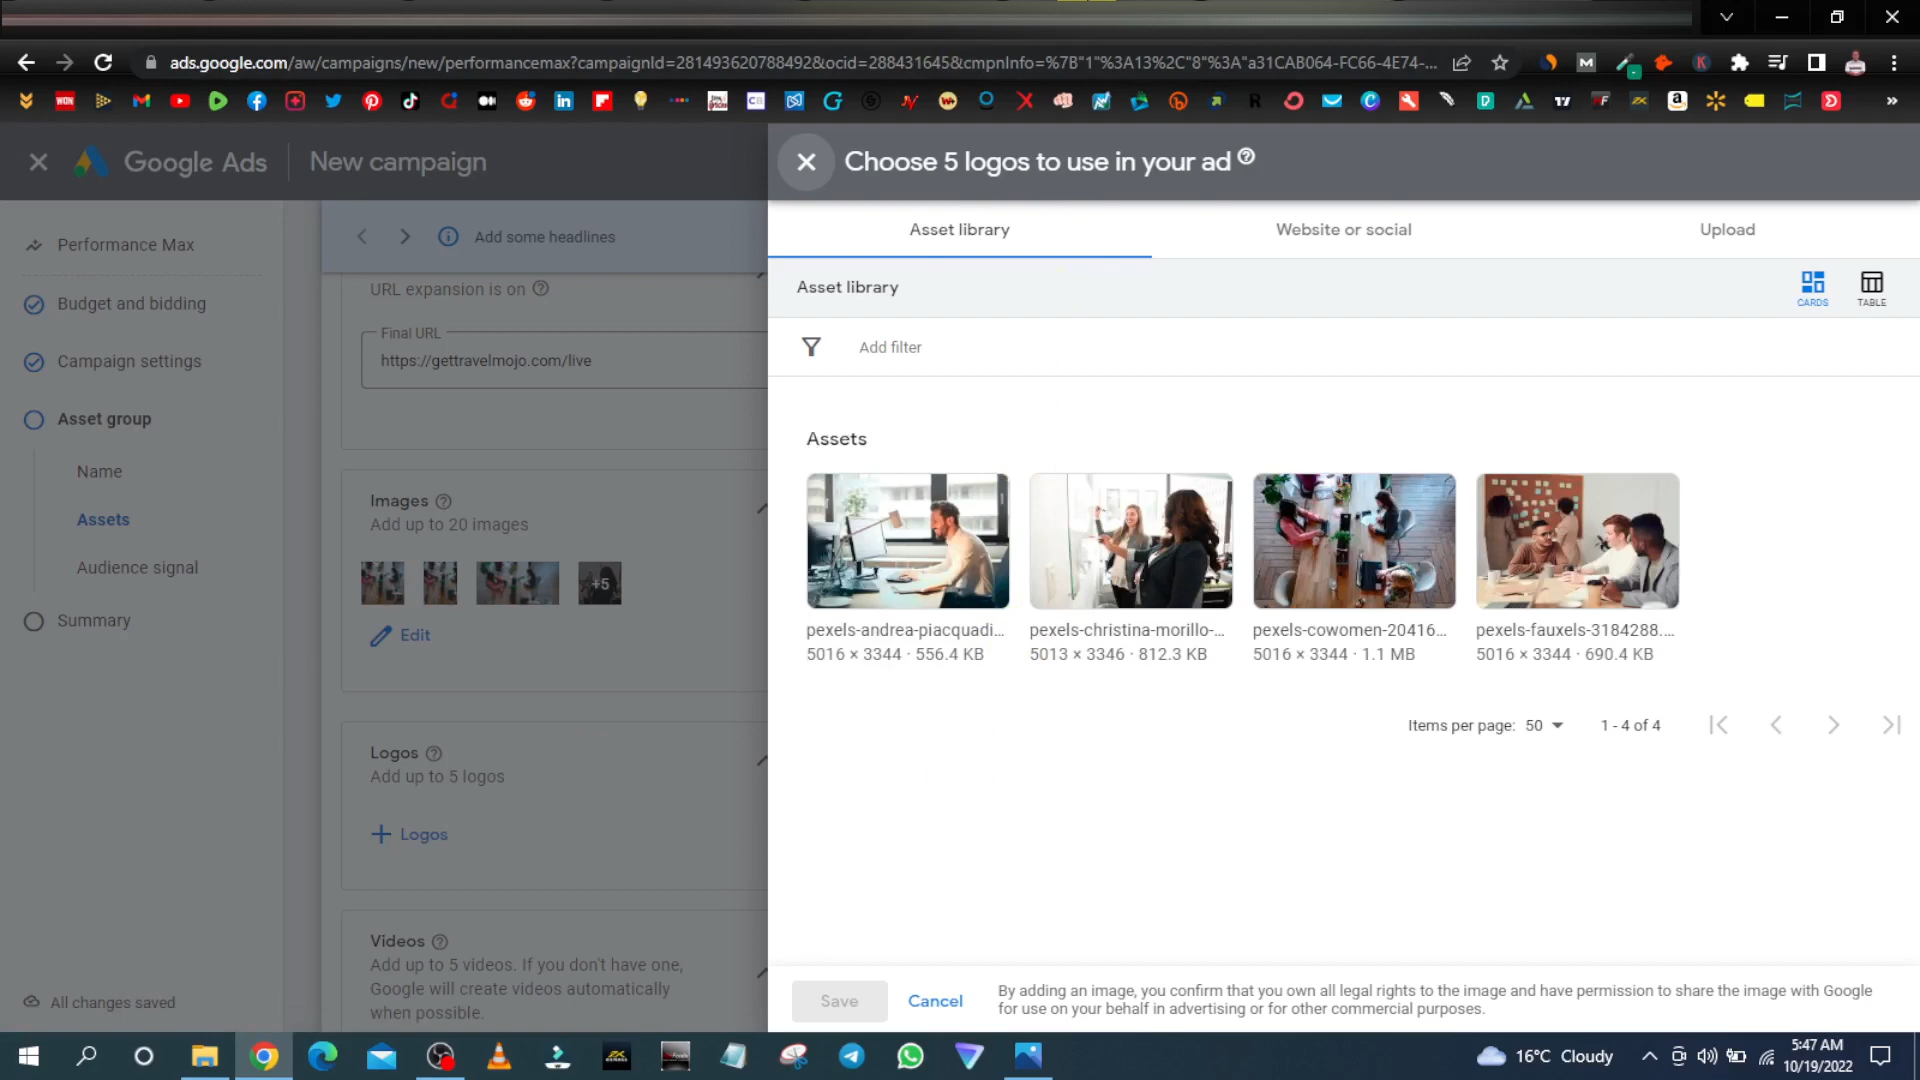 ads.google.com/aw/campaigns/new/performancemax?campaignId=281493620788492&ocid=288431645&cmpnInfo=%7B"1"%3A13%2C"8"%3A"a31CAB064-FC66-4E74-...
Google Ads
New campaign
Choose 5 logos to use in your ad
Performance Max
Budget and bidding
Campaign settings
Asset group
Name
Assets
Audience signal
Summary
All changes saved
Add some headlines
URL expansion is on
Final URL
https://gettravelmojo.com/live
Images
Add up to 20 images
+5
Edit
Logos
Add up to 5 logos
+ Logos
Videos
Add up to 5 videos. If you don't have one,
Google will create videos automatically
when possible.
Asset library
Website or social
Upload
Asset library
CARDS
TABLE
Add filter
Assets
pexels-andrea-piacquadi...
5016 × 3344 · 556.4 KB
pexels-christina-morillo-...
5013 × 3346 · 812.3 KB
pexels-cowomen-20416...
5016 × 3344 · 1.1 MB
pexels-fauxels-3184288....
5016 × 3344 · 690.4 KB
Items per page: 50
1 - 4 of 4
Save
Cancel
By adding an image, you confirm that you own all legal rights to the image and have permission to share the image with Google
for use on your behalf in advertising or for other commercial purposes.
16°C Cloudy
5:47 AM
10/19/2022